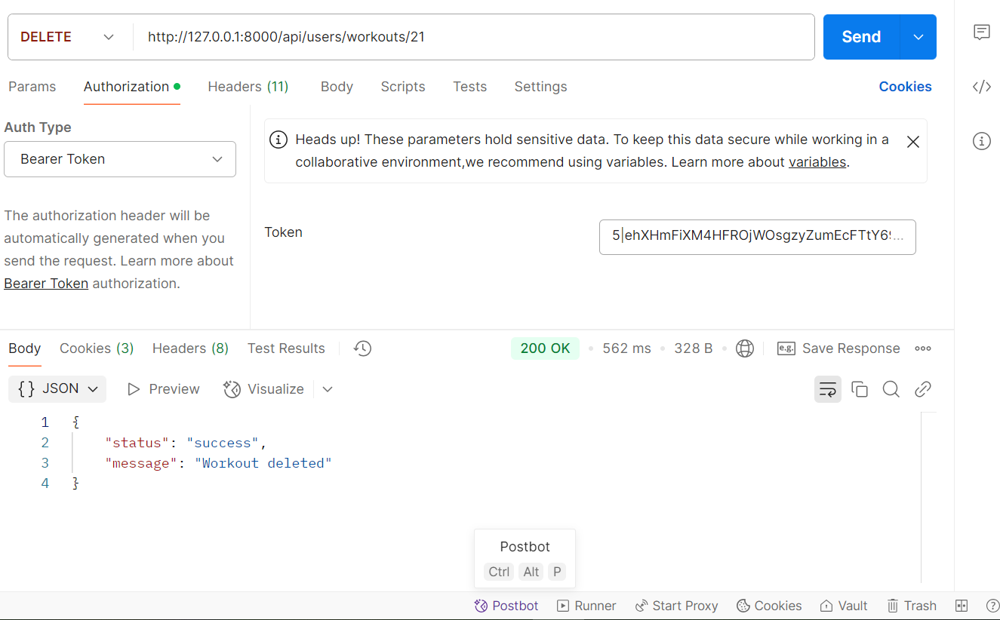 DELETE http://127.0.0.1:8000/api/users/workouts/21 Send
Params Authorization Headers (11) Body Scripts Tests Settings Cookies
Auth Type
Bearer Token
The authorization header will be
automatically generated when you
send the request. Learn more about
Bearer Token authorization.
Heads up! These parameters hold sensitive data. To keep this data secure while working in a
collaborative environment,we recommend using variables. Learn more about variables.
Token 5|ehXHmFiXM4HFROjWOsgzyZumEcFTtY6...
Body Cookies (3) Headers (8) Test Results 200 OK 562 ms 328 B e.g. Save Response
{} JSON Preview Visualize
1 {
2 "status": "success",
3 "message": "Workout deleted"
4 }
Postbot
Ctrl Alt P
Postbot Runner Start Proxy Cookies Vault Trash